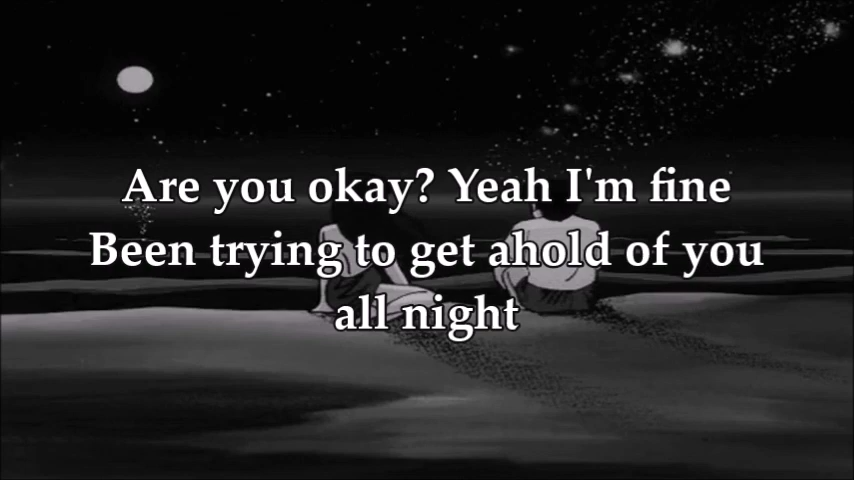 Are you okay? Yeah I'm fine
Been trying to get ahold of you
all night